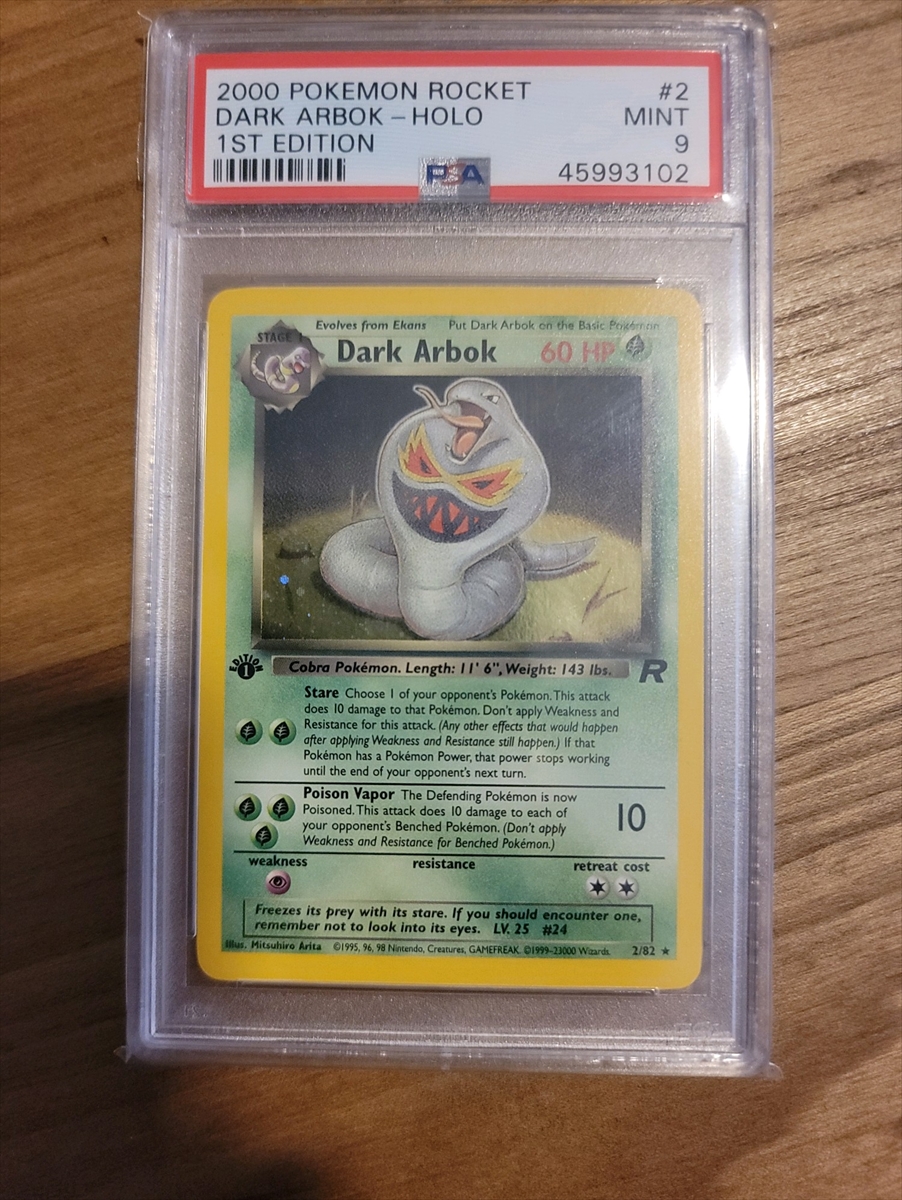 2000 POKEMON ROCKET #2
DARK ARBOK – HOLO MINT
1ST EDITION 9
PSA 45993102
Evolves from Ekans Put Dark Arbok on the Basic Pokémon
STAGE 1
Dark Arbok 60 HP
EDITION
1
Cobra Pokémon. Length: 11' 6", Weight: 143 lbs. R
Stare Choose 1 of your opponent's Pokémon. This attack
does 10 damage to that Pokémon. Don't apply Weakness and
Resistance for this attack. (Any other effects that would happen
after applying Weakness and Resistance still happen.) If that
Pokémon has a Pokémon Power, that power stops working
until the end of your opponent's next turn.
Poison Vapor The Defending Pokémon is now
Poisoned. This attack does 10 damage to each of
your opponent's Benched Pokémon. (Don't apply
Weakness and Resistance for Benched Pokémon.)
10
weakness resistance retreat cost
Freezes its prey with its stare. If you should encounter one,
remember not to look into its eyes. LV. 25 #24
Illus. Mitsuhiro Arita ©1995, 96, 98 Nintendo, Creatures, GAMEFREAK. ©1999-23000 Wizards. 2/82 ★